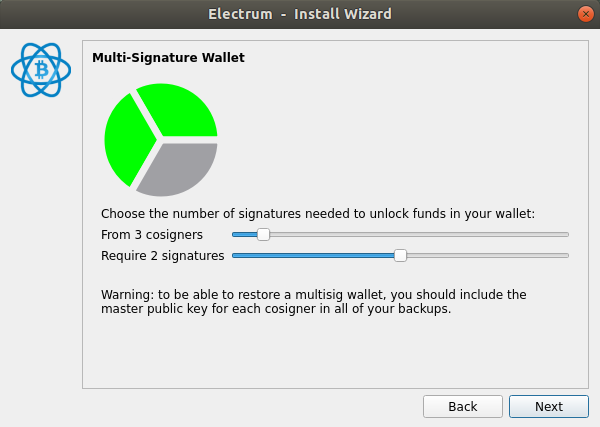 Electrum - Install Wizard
Multi-Signature Wallet
Choose the number of signatures needed to unlock funds in your wallet:
From 3 cosigners
Require 2 signatures
Warning: to be able to restore a multisig wallet, you should include the
master public key for each cosigner in all of your backups.
Back Next